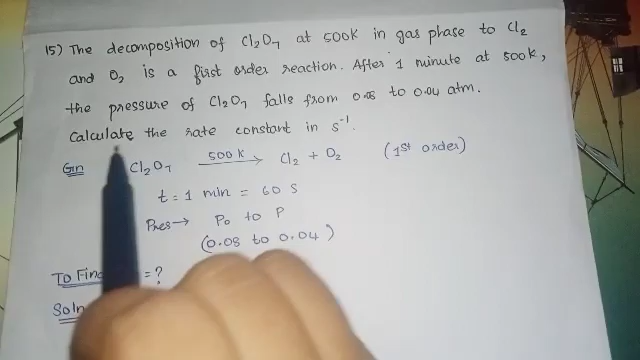 15) The decomposition of Cl₂O₇ at 500K in gas phase to Cl₂
and O₂ is a first order reaction. After 1 minute at 500K,
the pressure of Cl₂O₇ falls from 0.08 to 0.04 atm.
Calculate the rate constant in s⁻¹.
Gn Cl₂O₇ 500K → Cl₂ + O₂ (1st order)
t = 1 min = 60 s
Pres → P₀ to P
(0.08 to 0.04)
To Find = ?
Soln